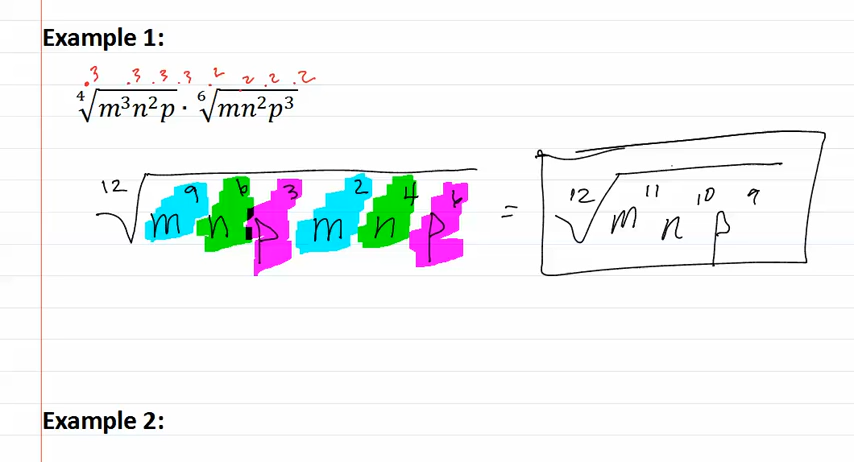 Example 1:
.3 .3 .3 .3 .2 2 .2 .2
⁴√m³n²p · ⁶√mn²p³
¹²√m⁹n⁶p³m²n⁴p⁶ = ¹²√m¹¹n¹⁰p⁹
Example 2: